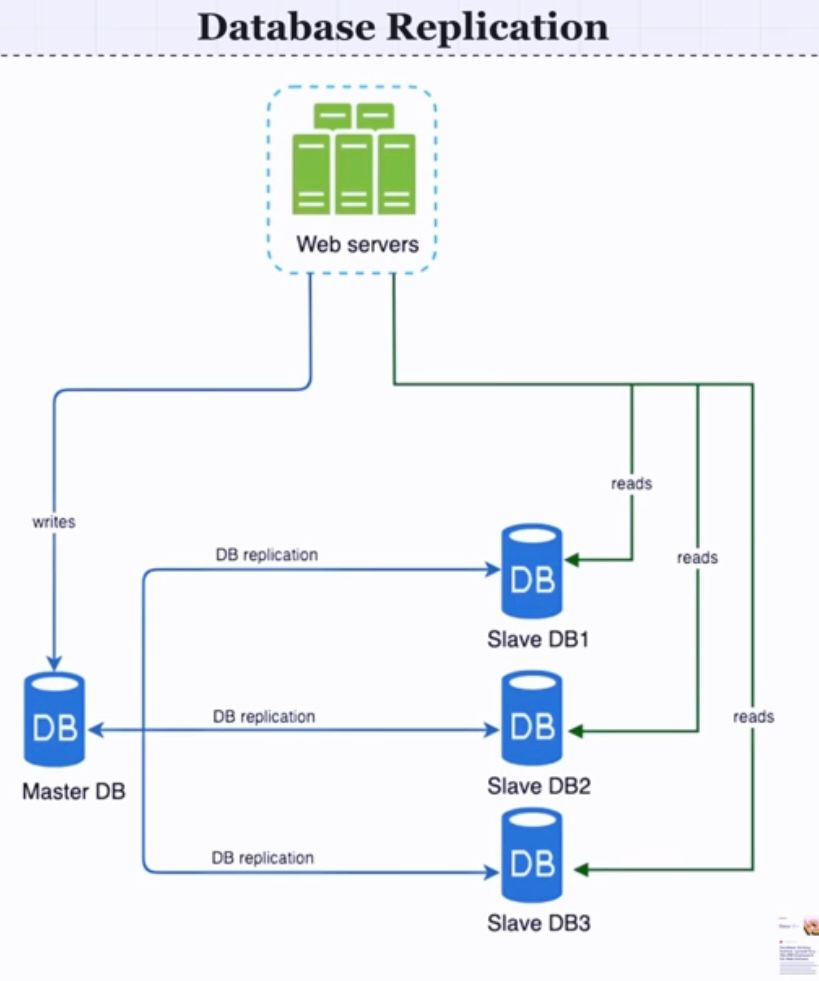 Database Replication
Web servers
reads
writes
reads
DB replication
DB
Slave DB1
DB
DB replication
DB
reads
Master DB
Slave DB2
DB replication
DB
Slave DB3